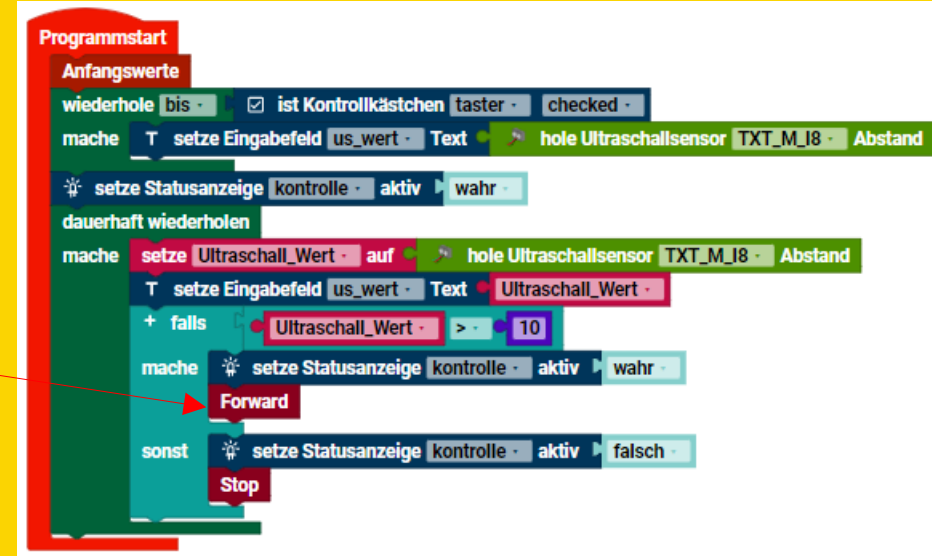 Programmstart
Anfangswerte
wiederhole bis ist Kontrollkästchen taster checked
mache T setze Eingabefeld us_wert Text hole Ultraschallsensor TXT_M_I8 Abstand
setze Statusanzeige kontrolle aktiv wahr
dauerhaft wiederholen
mache setze Ultraschall_Wert auf hole Ultraschallsensor TXT_M_I8 Abstand
T setze Eingabefeld us_wert Text Ultraschall_Wert
+ falls Ultraschall_Wert > 10
mache setze Statusanzeige kontrolle aktiv wahr
Forward
sonst setze Statusanzeige kontrolle aktiv falsch
Stop